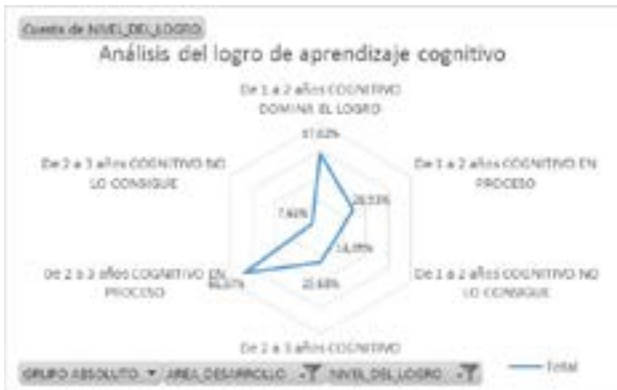 Cuenta de NIVEL_DEL_LOGRO
Análisis del logro de aprendizaje cognitivo
De 1 a 2 años COGNITIVO
DOMINA EL LOGRO
De 2 a 3 años COGNITIVO NO
LO CONSIGUE
De 1 a 2 años COGNITIVO EN
PROCESO
7,61%
De 2 a 3 años COGNITIVO EN
PROCESO
De 1 a 2 años COGNITIVO NO
LO CONSIGUE
De 2 a 3 años COGNITIVO
GRUPO ABSOLUTO AREA_DESARROLLO NIVEL_DEL_LOGRO
Total